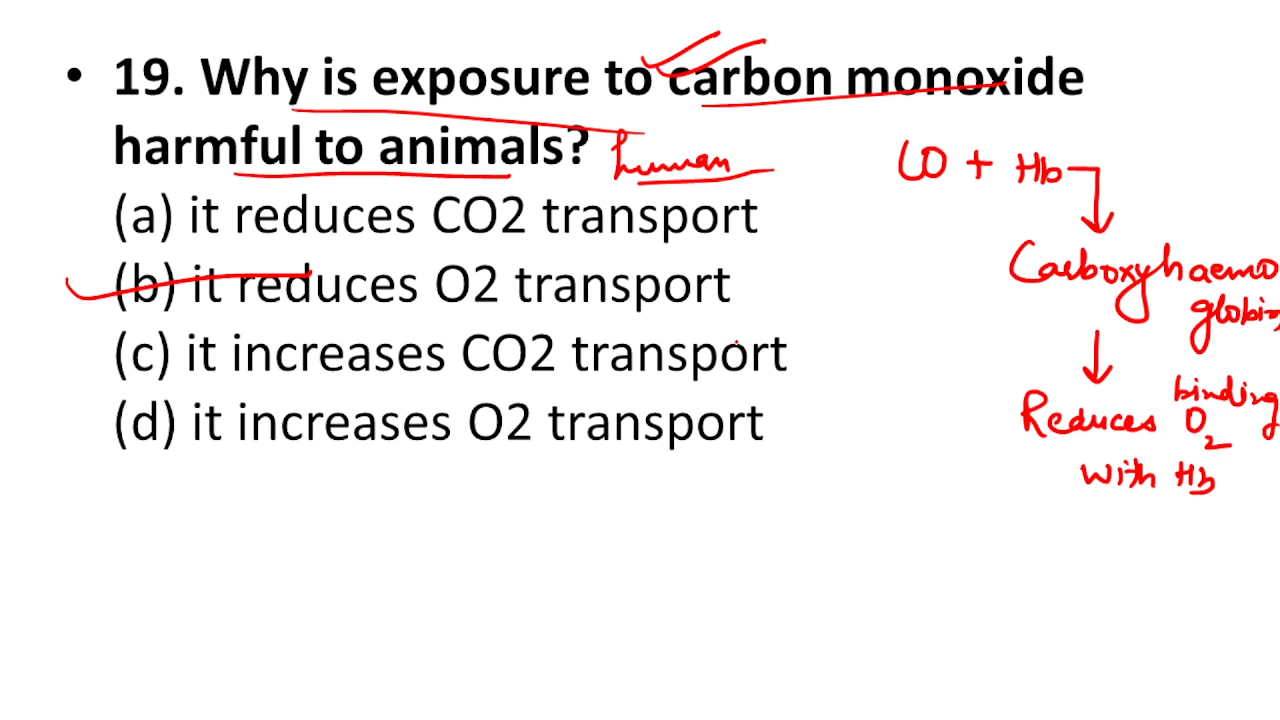 • 19. Why is exposure to carbon monoxide
harmful to animals? human
(a) it reduces CO2 transport
(b) it reduces O2 transport
(c) it increases CO2 transport
(d) it increases O2 transport
CO + Hb
Carboxyhaemo
globin
binding
Reduces O2
with Hb